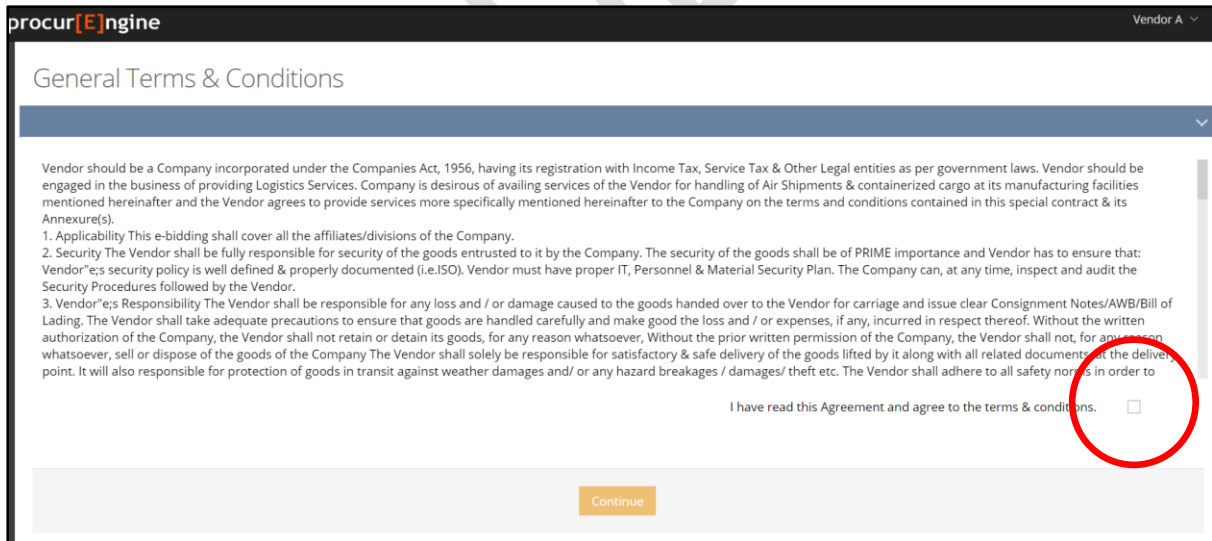 procur[E]ngine
Vendor A
General Terms & Conditions
Vendor should be a Company incorporated under the Companies Act, 1956, having its registration with Income Tax, Service Tax & Other Legal entities as per government laws. Vendor should be
engaged in the business of providing Logistics Services. Company is desirous of availing services of the Vendor for handling of Air Shipments & containerized cargo at its manufacturing facilities
mentioned hereinafter and the Vendor agrees to provide services more specifically mentioned hereinafter to the Company on the terms and conditions contained in this special contract & its
Annexure(s).
1. Applicability This e-bidding shall cover all the affiliates/divisions of the Company.
2. Security The Vendor shall be fully responsible for security of the goods entrusted to it by the Company. The security of the goods shall be of PRIME importance and Vendor has to ensure that:
Vendor"e;s security policy is well defined & properly documented (i.e.ISO). Vendor must have proper IT, Personnel & Material Security Plan. The Company can, at any time, inspect and audit the
Security Procedures followed by the Vendor.
3. Vendor"e;s Responsibility The Vendor shall be responsible for any loss and / or damage caused to the goods handed over to the Vendor for carriage and issue clear Consignment Notes/AWB/Bill of
Lading. The Vendor shall take adequate precautions to ensure that goods are handled carefully and make good the loss and / or expenses, if any, incurred in respect thereof. Without the written
authorization of the Company, the Vendor shall not retain or detain its goods, for any reason whatsoever, Without the prior written permission of the Company, the Vendor shall not, for any reason
whatsoever, sell or dispose of the goods of the Company The Vendor shall solely be responsible for satisfactory & safe delivery of the goods lifted by it along with all related documents at the delivery
point. It will also responsible for protection of goods in transit against weather damages and/ or any hazard breakages / damages/ theft etc. The Vendor shall adhere to all safety norms in order to
I have read this Agreement and agree to the terms & conditions.
Continue